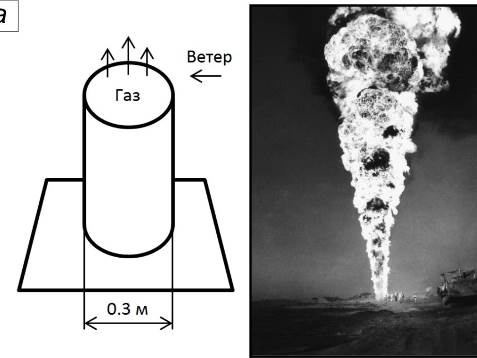 а
Ветер
Газ
0.3 м